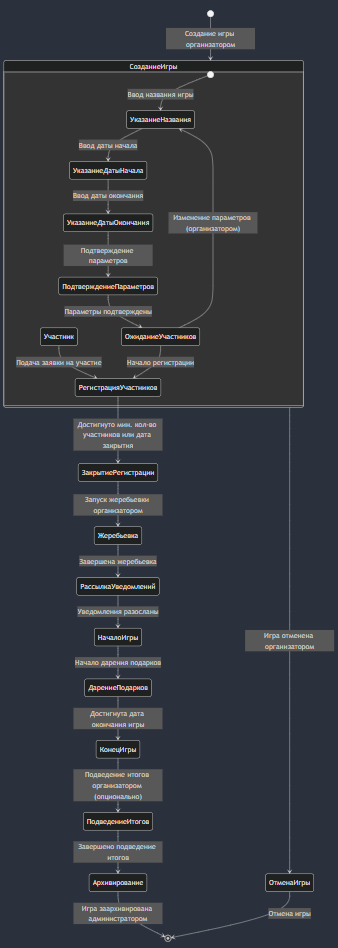 Создание игры
организатором
СозданиеИгры
Ввод названия игры
УказаниеНазвания
Ввод даты начала
УказаниеДатыНачала
Ввод даты окончания
УказаниеДатыОкончания
Изменение параметров
(организатором)
Подтверждение
параметров
ПодтверждениеПараметров
Параметры подтверждены
Участник
ОжиданиеУчастников
Подача заявки на участие
Начало регистрации
РегистрацияУчастников
Достигнуто мин. кол-во
участников или дата
закрытия
ЗакрытиеРегистрации
Запуск жеребьевки
организатором
Жеребьевка
Завершена жеребьевка
РассылкаУведомлений
Уведомления разосланы
НачалоИгры
Игра отменена
организатором
Начало дарения подарков
ДарениеПодарков
Достигнута дата
окончания игры
КонецИгры
Подведение итогов
организатором
(опционально)
ПодведениеИтогов
Завершено подведение
итогов
Архивирование
ОтменаИгры
Игра заархивирована
администратором
Отмена игры